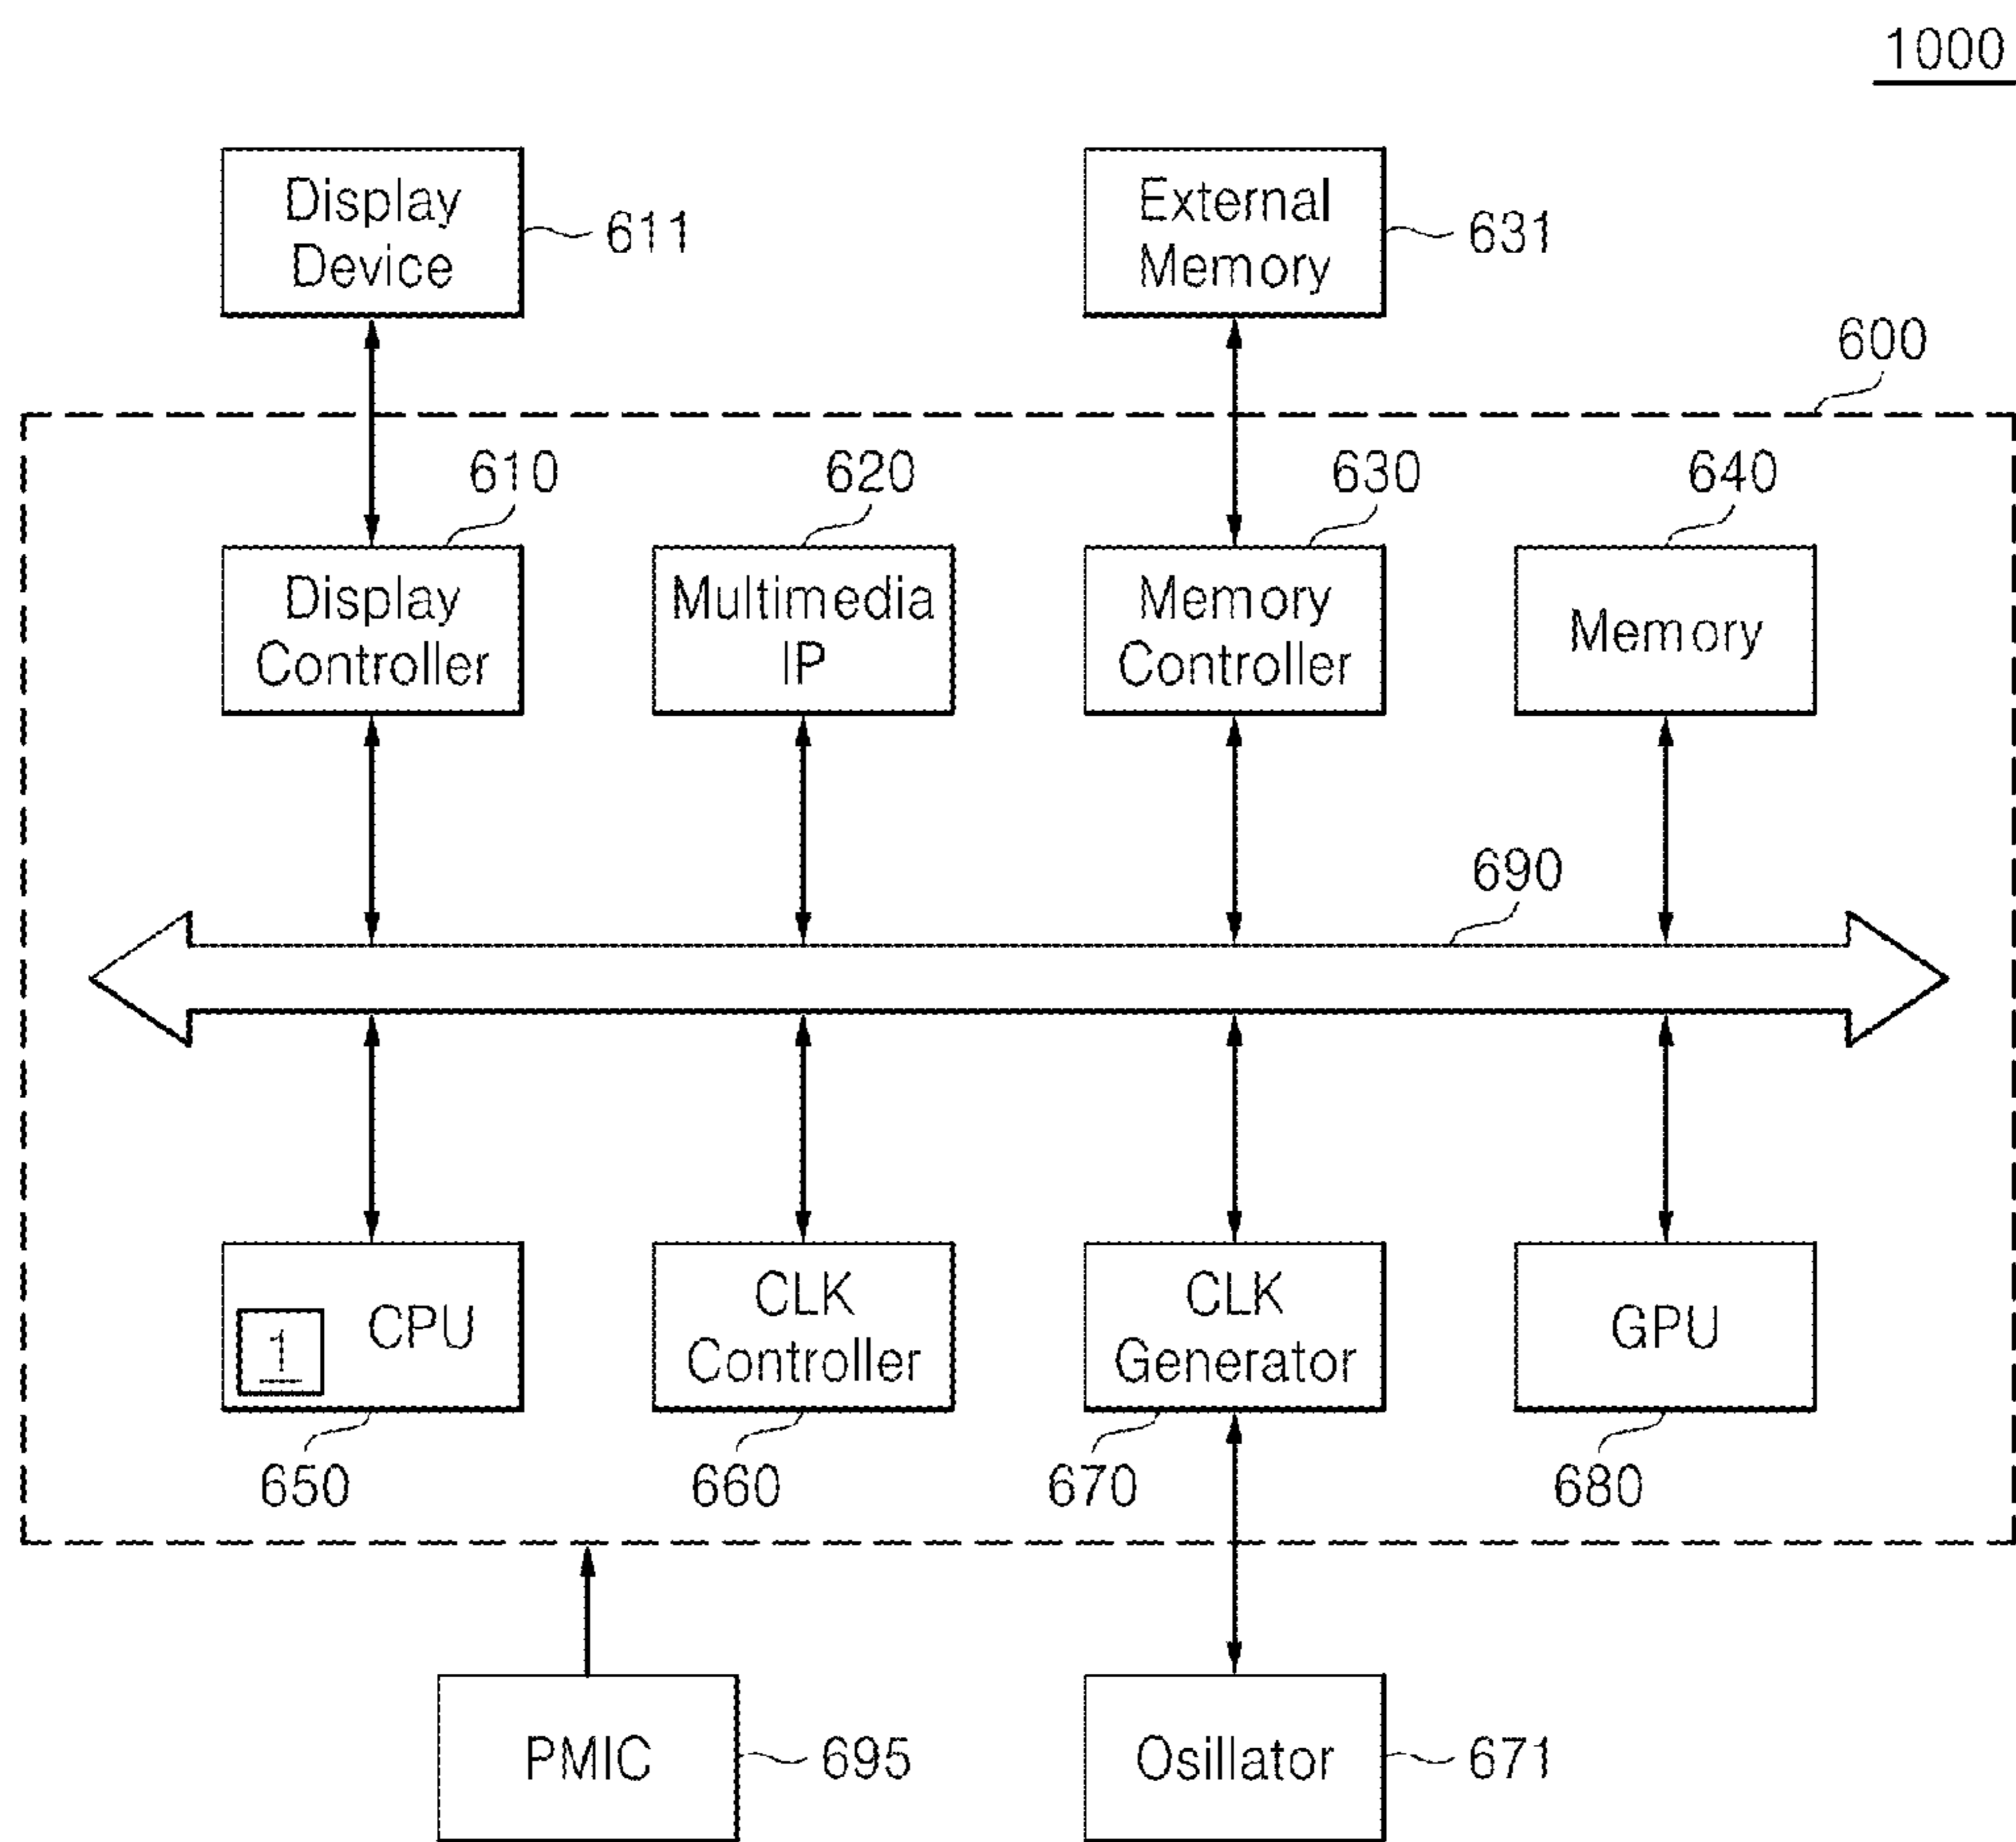 1000
Display
Device
611
External
Memory
631
600
610
620
630
640
Display
Controller
Multimedia
IP
Memory
Controller
Memory
690
1
CPU
CLK
Controller
CLK
Generator
GPU
650
660
670
680
PMIC
695
Osillator
671